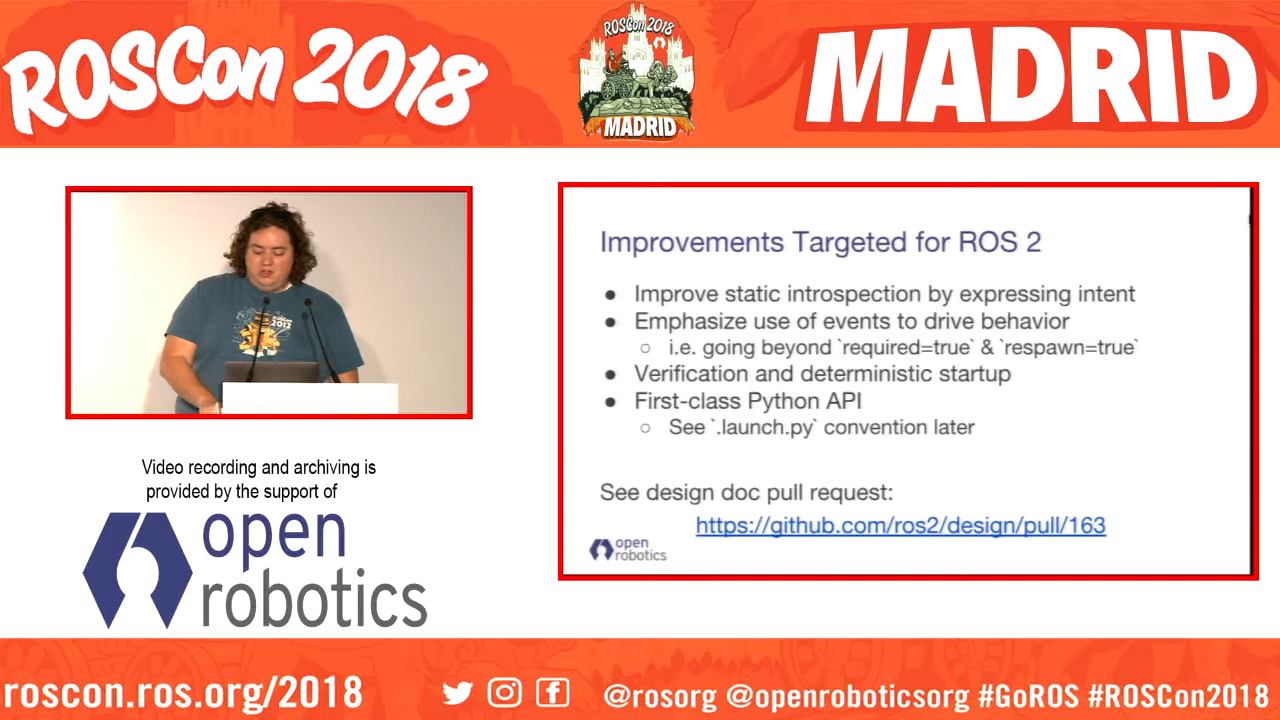 ROSCon 2018
ROSCon 2018
MADRID
MADRID
ROSCon
2012
Improvements Targeted for ROS 2
● Improve static introspection by expressing intent
● Emphasize use of events to drive behavior
○ i.e. going beyond `required=true` & `respawn=true`
● Verification and deterministic startup
● First-class Python API
○ See `.launch.py` convention later
See design doc pull request:
https://github.com/ros2/design/pull/163
open
robotics
Video recording and archiving is
provided by the support of
open
robotics
roscon.ros.org/2018
@rosorg @openroboticsorg #GoROS #ROSCon2018